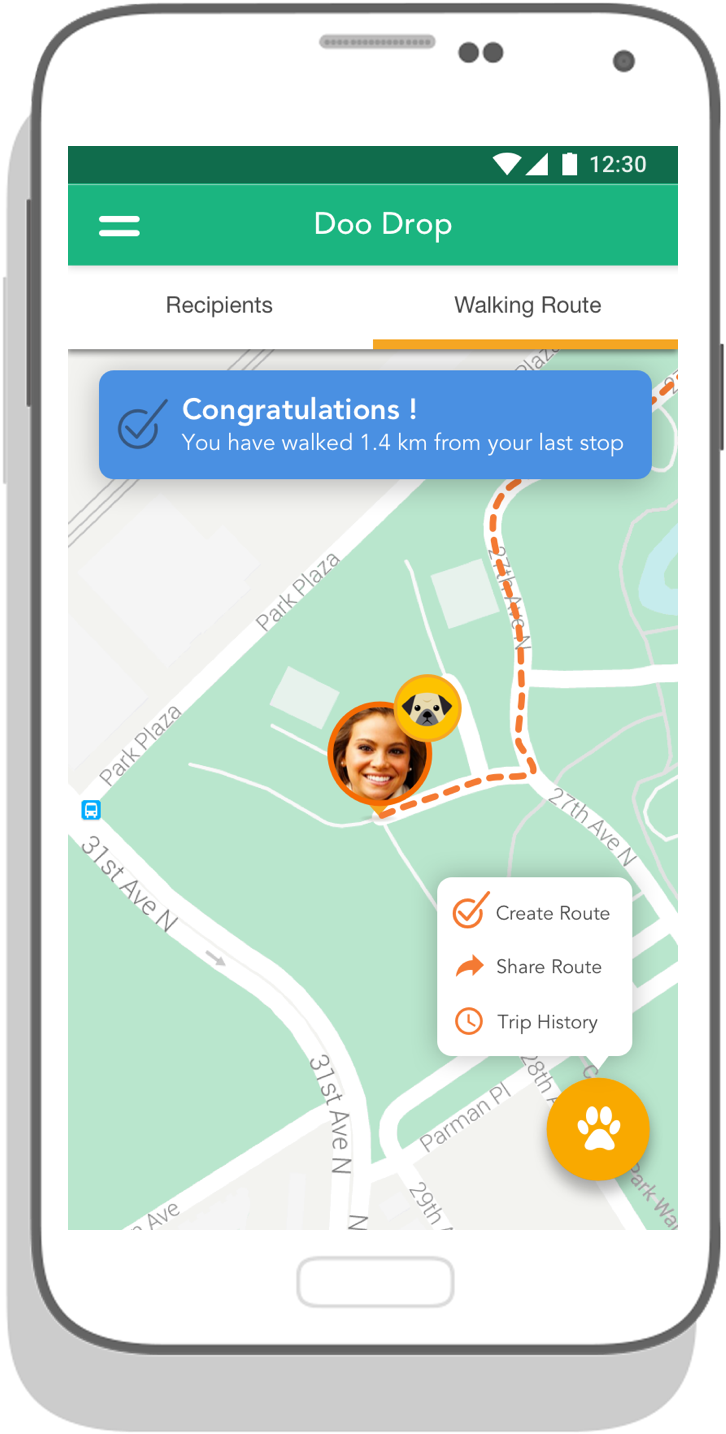 12:30
Doo Drop
Recipients
Walking Route
Plaza
Congratulations !
You have walked 1.4 km from your last stop
27th Ave N
Park Plaza
Park Plaza
27th Ave N
31st Ave N
Create Route
Share Route
Trip History
31st Ave N
28th
Parman Pl
29th
Park
Ave
N